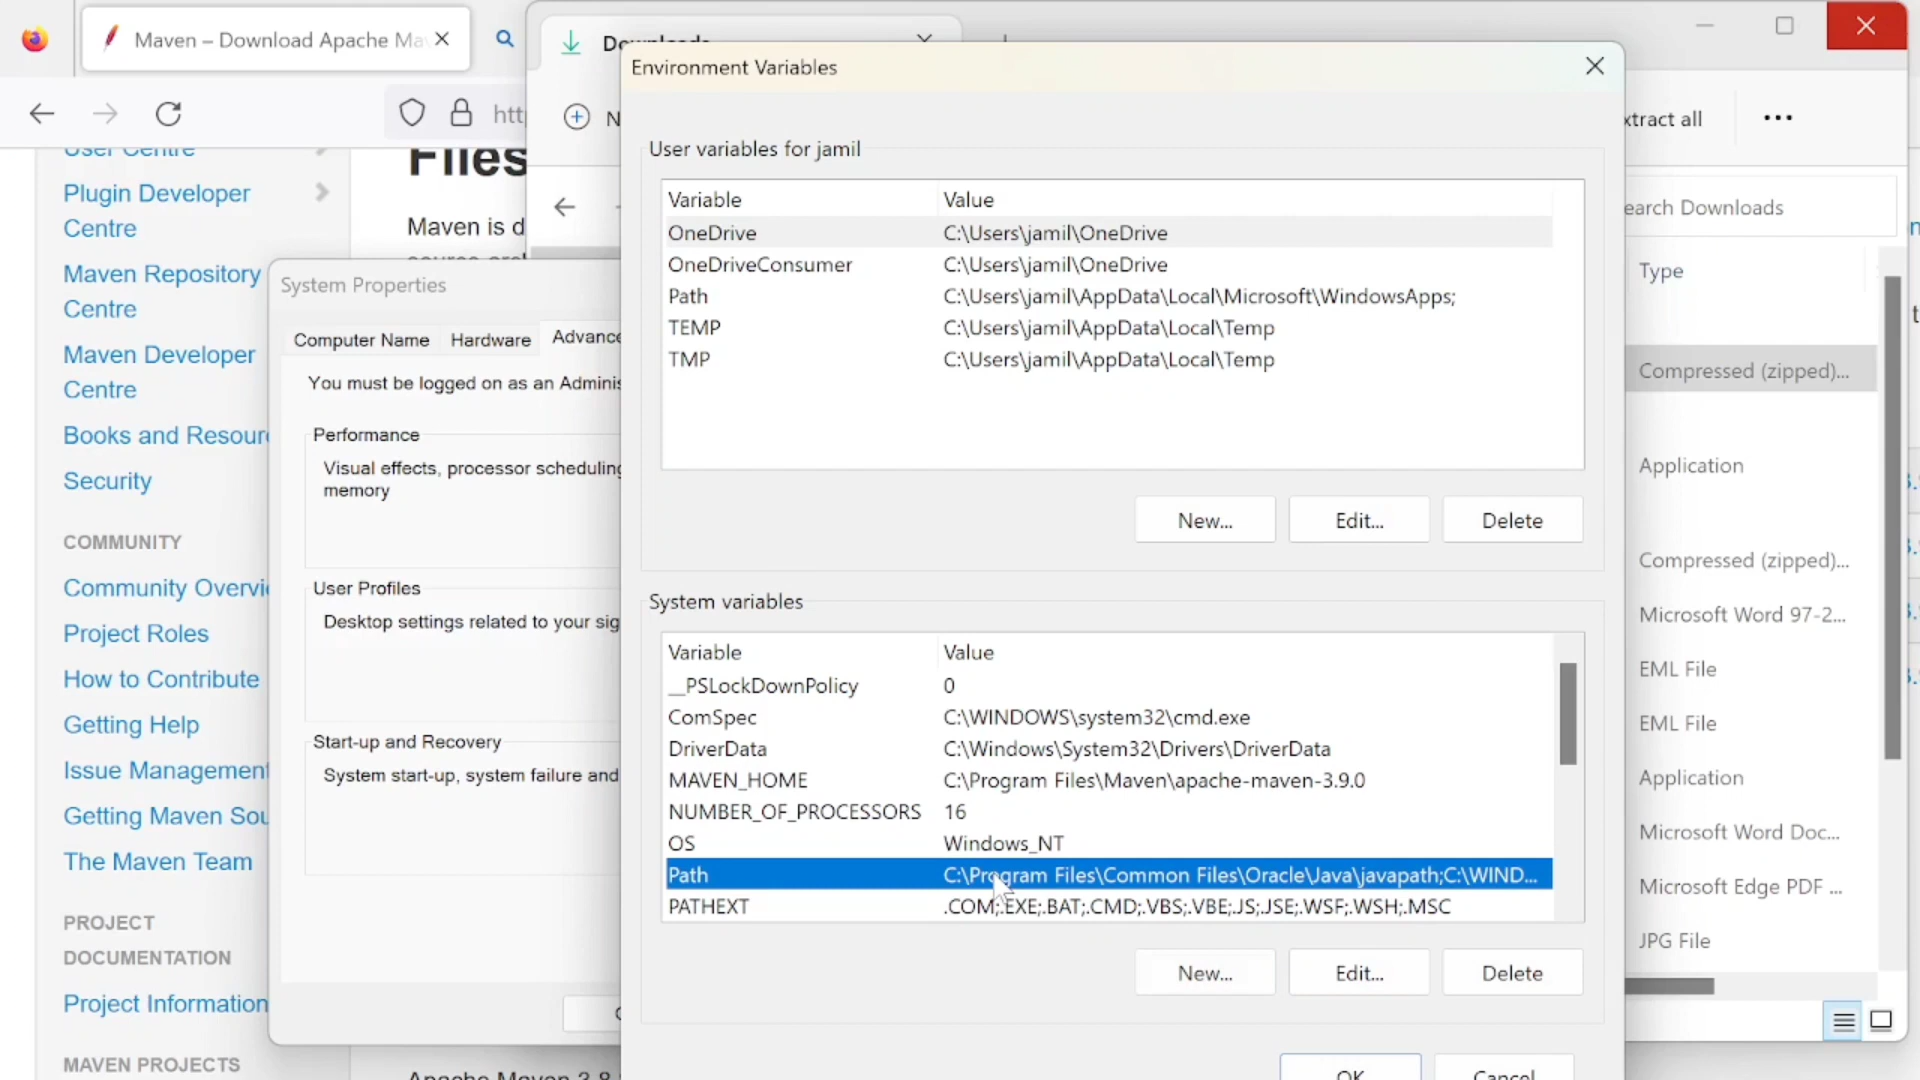 Maven – Download Apache Ma
htt
User Centre
Plugin Developer
Centre
Maven Repository
Centre
Maven Developer
Centre
Books and Resour
Security
COMMUNITY
Community Overvi
Project Roles
How to Contribute
Getting Help
Issue Management
Getting Maven Sou
The Maven Team
PROJECT
DOCUMENTATION
Project Information
MAVEN PROJECTS
Files
Maven is d
Downloads
N
System Properties
Computer Name
Hardware
Advance
You must be logged on as an Adminis
Performance
Visual effects, processor scheduling
memory
User Profiles
Desktop settings related to your sig
Start-up and Recovery
System start-up, system failure and
Environment Variables
User variables for jamil
Variable Value
OneDrive C:\Users\jamil\OneDrive
OneDriveConsumer C:\Users\jamil\OneDrive
Path C:\Users\jamil\AppData\Local\Microsoft\WindowsApps;
TEMP C:\Users\jamil\AppData\Local\Temp
TMP C:\Users\jamil\AppData\Local\Temp
New... Edit... Delete
System variables
Variable Value
__PSLockDownPolicy 0
ComSpec C:\WINDOWS\system32\cmd.exe
DriverData C:\Windows\System32\Drivers\DriverData
MAVEN_HOME C:\Program Files\Maven\apache-maven-3.9.0
NUMBER_OF_PROCESSORS 16
OS Windows_NT
Path C:\Program Files\Common Files\Oracle\Java\javapath;C:\WIND...
PATHEXT .COM;.EXE;.BAT;.CMD;.VBS;.VBE;.JS;.JSE;.WSF;.WSH;.MSC
New... Edit... Delete
OK Cancel
xtract all
earch Downloads
Type
Compressed (zipped)...
Application
Compressed (zipped)...
Microsoft Word 97-2...
EML File
EML File
Application
Microsoft Word Doc...
Microsoft Edge PDF ...
JPG File